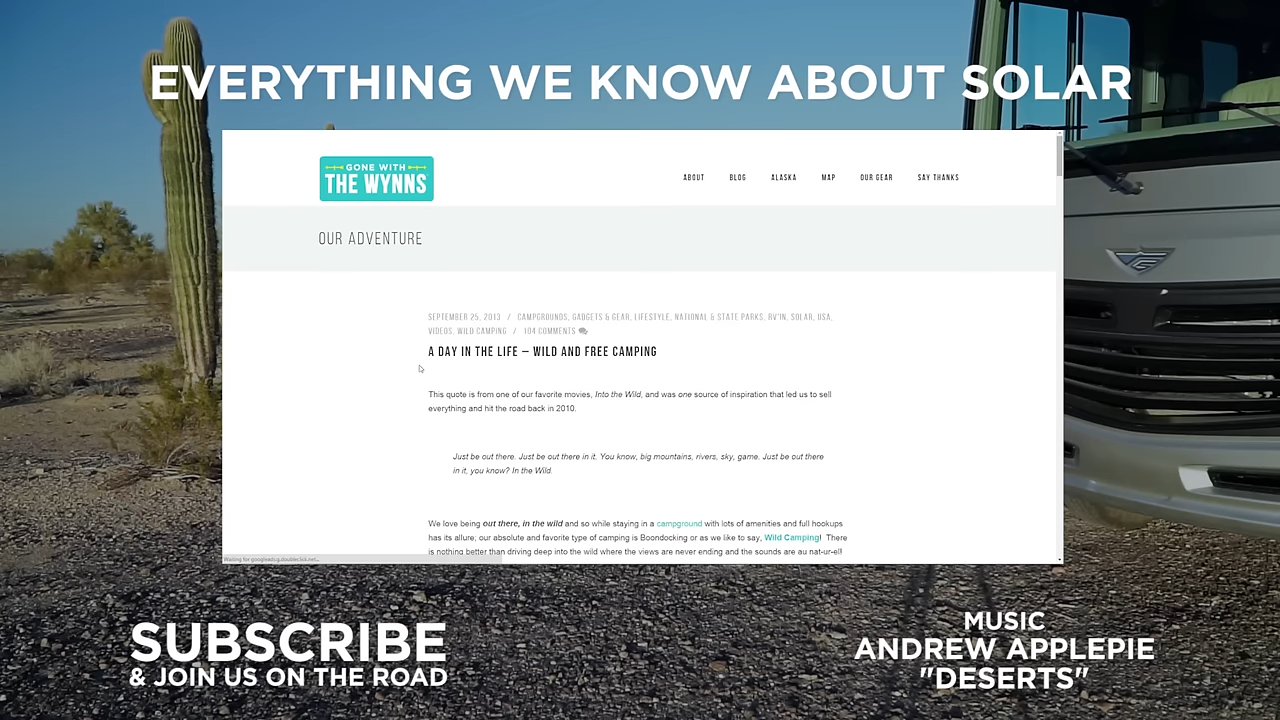 EVERYTHING WE KNOW ABOUT SOLAR
GONE WITH
THE WYNNS
ABOUT BLOG ALASKA MAP OUR GEAR SAY THANKS
OUR ADVENTURE
SEPTEMBER 25, 2013 / CAMPGROUNDS, GADGETS & GEAR, LIFESTYLE, NATIONAL & STATE PARKS, RV'IN, SOLAR, USA,
VIDEOS, WILD CAMPING / 104 COMMENTS
A DAY IN THE LIFE – WILD AND FREE CAMPING
This quote is from one of our favorite movies, Into the Wild, and was one source of inspiration that led us to sell
everything and hit the road back in 2010.
Just be out there. Just be out there in it. You know, big mountains, rivers, sky, game. Just be out there
in it, you know? In the Wild.
We love being out there, in the wild and so while staying in a campground with lots of amenities and full hookups
has its allure; our absolute and favorite type of camping is Boondocking or as we like to say, Wild Camping! There
is nothing better than driving deep into the wild where the views are never ending and the sounds are au nat-ur-el!
Waiting for googleads.g.doubleclick.net...
SUBSCRIBE
& JOIN US ON THE ROAD
MUSIC
ANDREW APPLEPIE
"DESERTS"